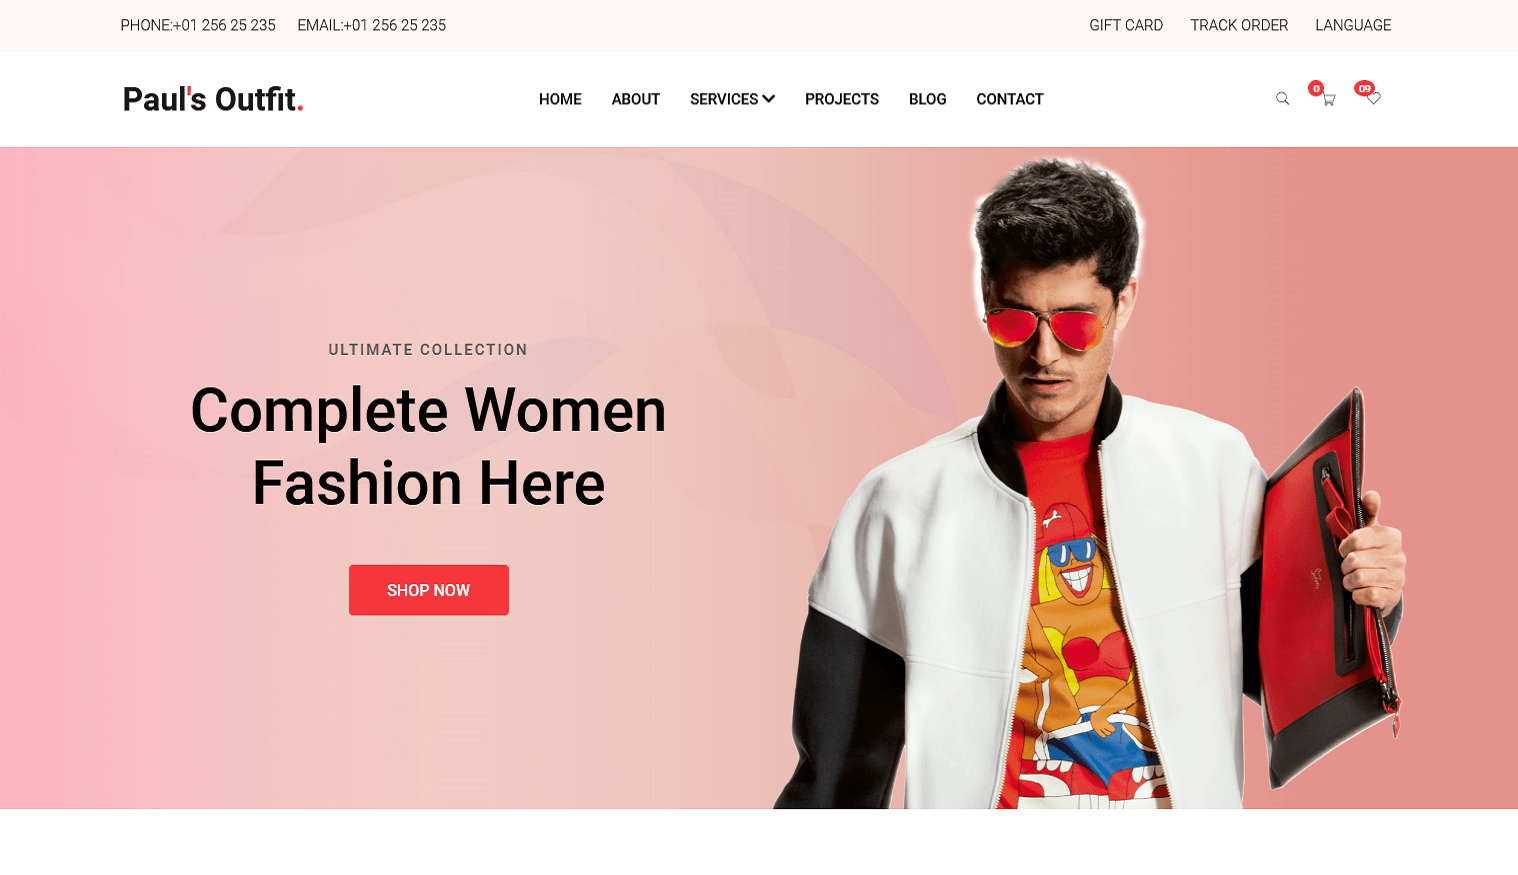 PHONE:+01 256 25 235 EMAIL:+01 256 25 235 GIFT CARD TRACK ORDER LANGUAGE
Paul's Outfit. HOME ABOUT SERVICES PROJECTS BLOG CONTACT 0 09
ULTIMATE COLLECTION
Complete Women
Fashion Here
SHOP NOW